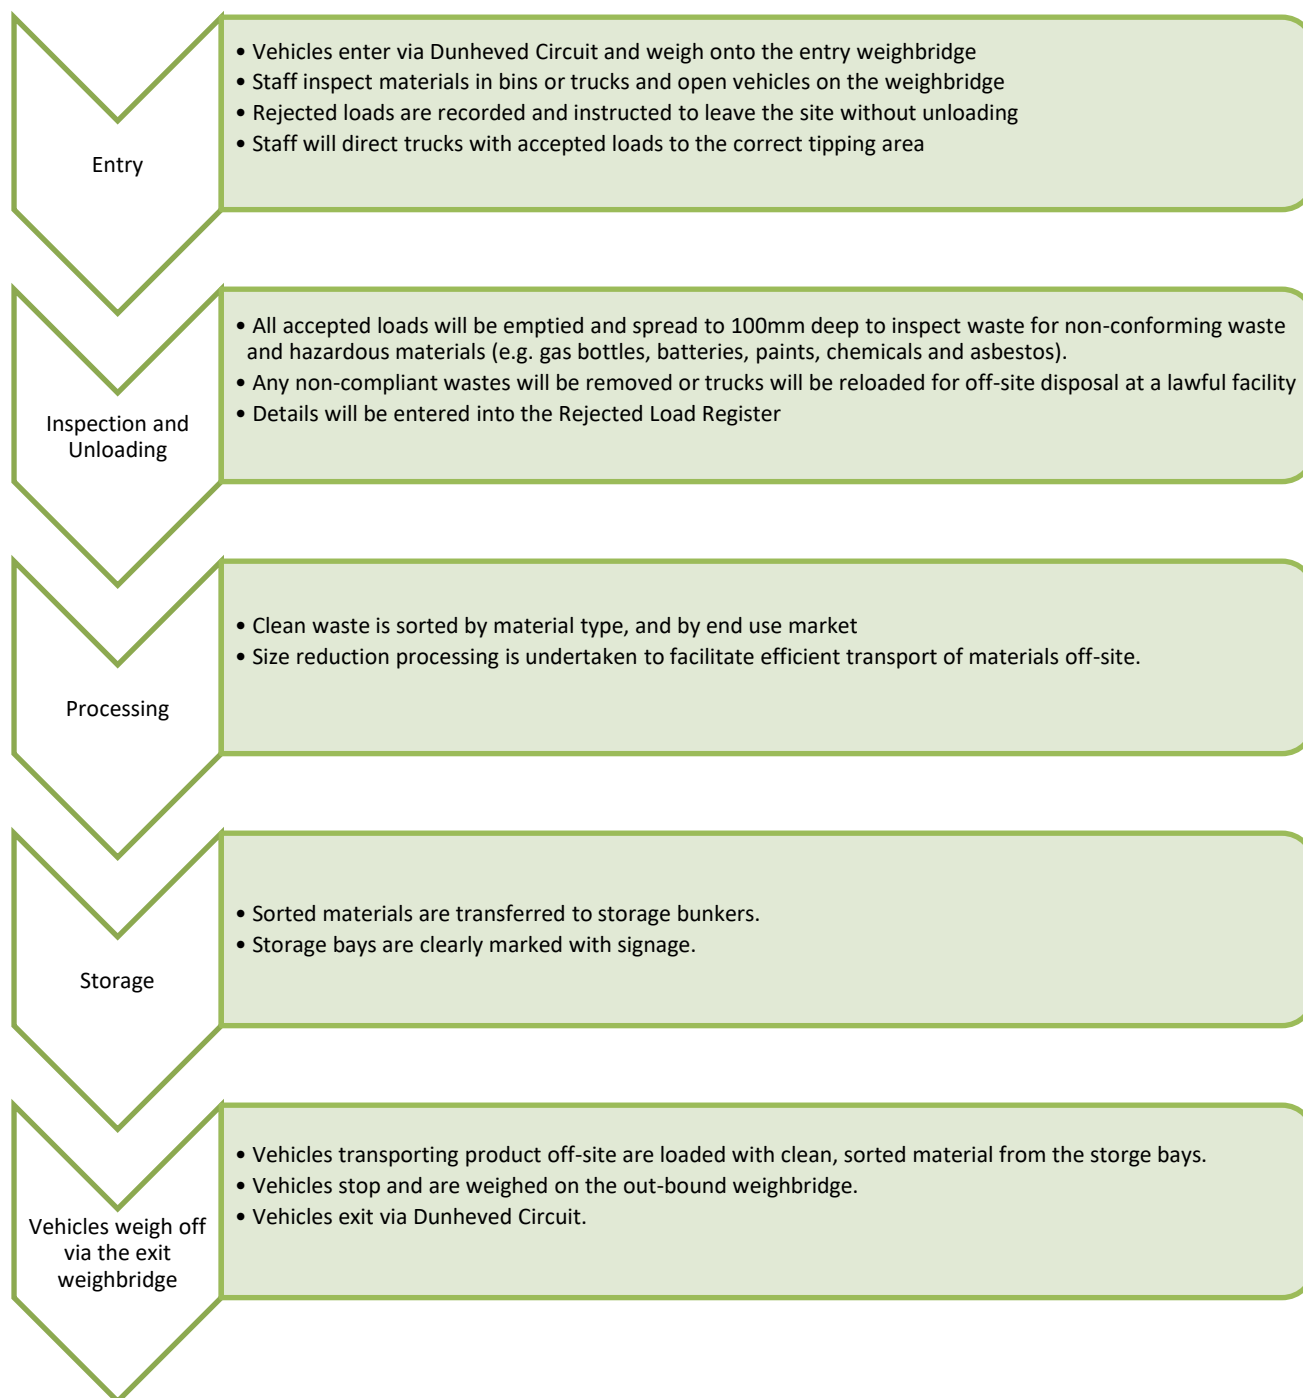 Entry
• Vehicles enter via Dunheved Circuit and weigh onto the entry weighbridge
• Staff inspect materials in bins or trucks and open vehicles on the weighbridge
• Rejected loads are recorded and instructed to leave the site without unloading
• Staff will direct trucks with accepted loads to the correct tipping area
Inspection and
Unloading
• All accepted loads will be emptied and spread to 100mm deep to inspect waste for non-conforming waste
and hazardous materials (e.g. gas bottles, batteries, paints, chemicals and asbestos).
• Any non-compliant wastes will be removed or trucks will be reloaded for off-site disposal at a lawful facility
• Details will be entered into the Rejected Load Register
Processing
• Clean waste is sorted by material type, and by end use market
• Size reduction processing is undertaken to facilitate efficient transport of materials off-site.
Storage
• Sorted materials are transferred to storage bunkers.
• Storage bays are clearly marked with signage.
Vehicles weigh off
via the exit
weighbridge
• Vehicles transporting product off-site are loaded with clean, sorted material from the storge bays.
• Vehicles stop and are weighed on the out-bound weighbridge.
• Vehicles exit via Dunheved Circuit.